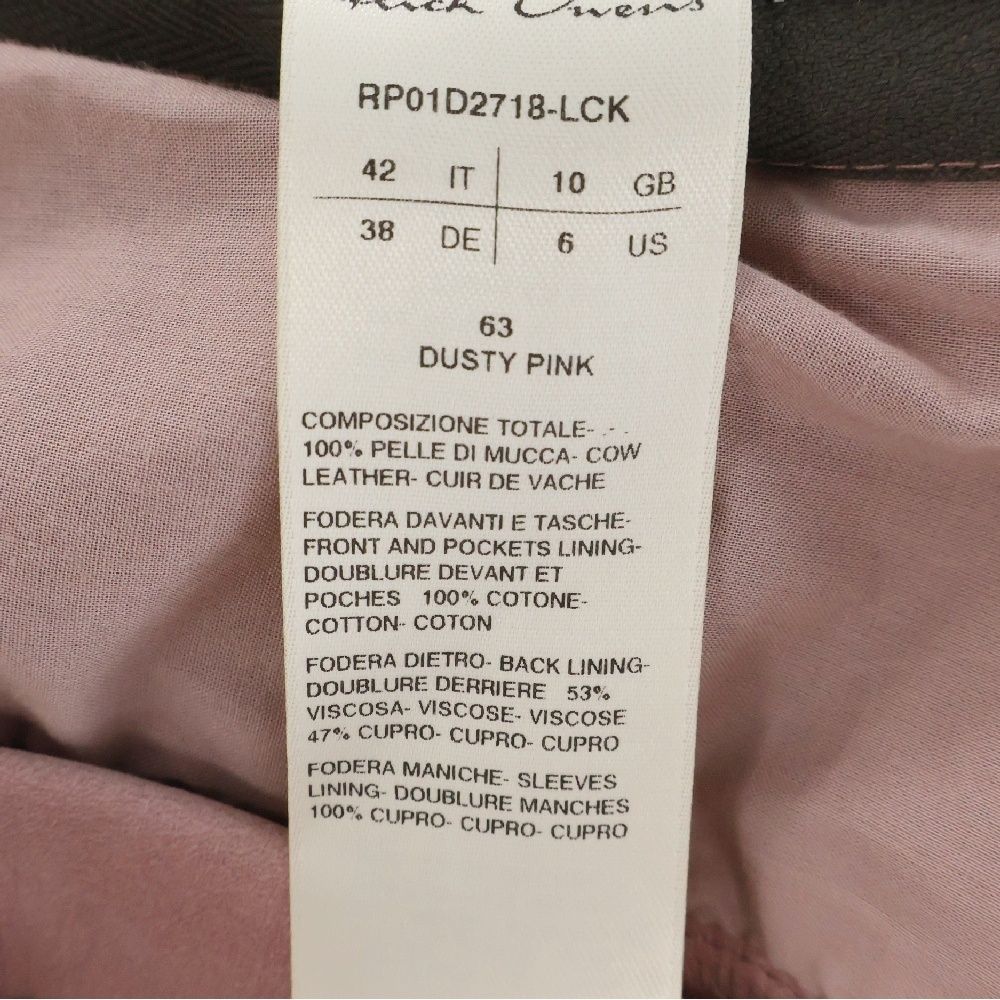 Rick Owens
RP01D2718-LCK
42 IT 10 GB
38 DE 6 US
63
DUSTY PINK
COMPOSIZIONE TOTALE- - -
100% PELLE DI MUCCA- COW
LEATHER- CUIR DE VACHE
FODERA DAVANTI E TASCHE-
FRONT AND POCKETS LINING-
DOUBLURE DEVANT ET
POCHES 100% COTONE-
COTTON- COTON
FODERA DIETRO- BACK LINING-
DOUBLURE DERRIERE 53%
VISCOSA- VISCOSE- VISCOSE
47% CUPRO- CUPRO- CUPRO
FODERA MANICHE- SLEEVES
LINING- DOUBLURE MANCHES
100% CUPRO- CUPRO- CUPRO